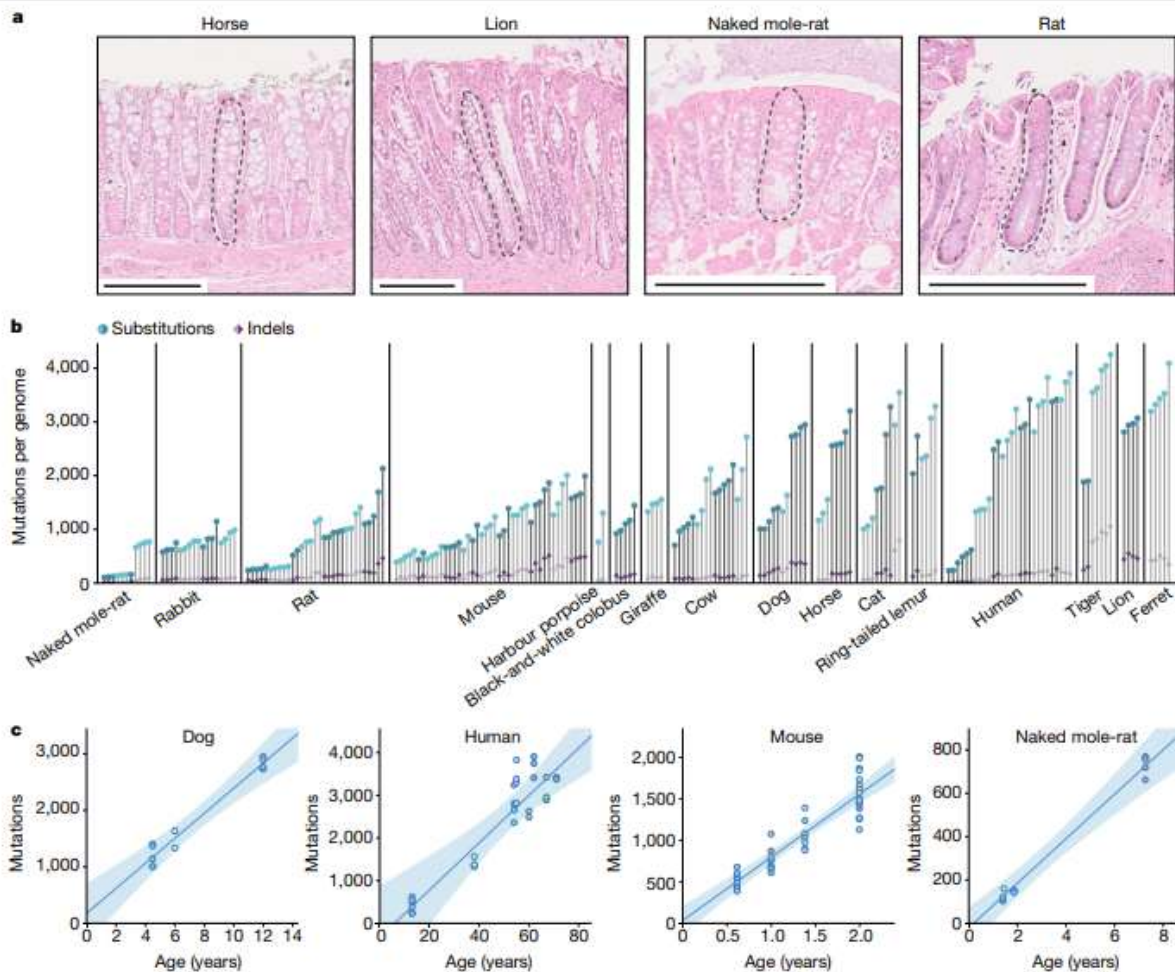 a
Horse
Lion
Naked mole-rat
Rat
b
Substitutions
Indels
Mutations per genome
4,000
3,000
2,000
1,000
0
Naked mole-rat
Rabbit
Rat
Mouse
Harbour porpoise
Black-and-white colobus
Giraffe
Cow
Dog
Horse
Cat
Ring-tailed lemur
Human
Tiger
Lion
Ferret
c
Dog
Mutations
3,000
2,000
1,000
0
0 2 4 6 8 10 12 14
Age (years)
Human
Mutations
4,000
3,000
2,000
1,000
0
0 20 40 60 80
Age (years)
Mouse
Mutations
2,000
1,500
1,000
500
0
0 0.5 1.0 1.5 2.0
Age (years)
Naked mole-rat
Mutations
800
600
400
200
0
0 2 4 6 8
Age (years)